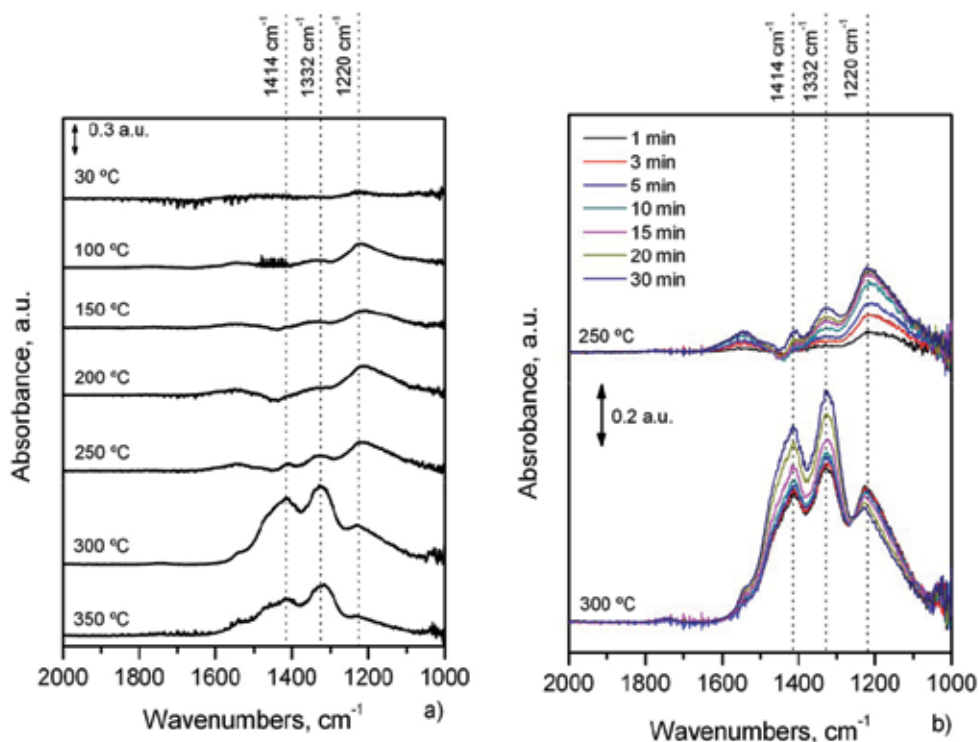 1414 cm⁻¹
1332 cm⁻¹
1220 cm⁻¹
0.3 a.u.
30 ºC
100 ºC
150 ºC
200 ºC
250 ºC
300 ºC
350 ºC
Absorbance, a.u.
2000 1800 1600 1400 1200 1000
Wavenumbers, cm⁻¹
a)
1414 cm⁻¹
1332 cm⁻¹
1220 cm⁻¹
1 min
3 min
5 min
10 min
15 min
20 min
30 min
250 ºC
0.2 a.u.
300 ºC
Absrobance, a.u.
2000 1800 1600 1400 1200 1000
Wavenumbers, cm⁻¹
b)